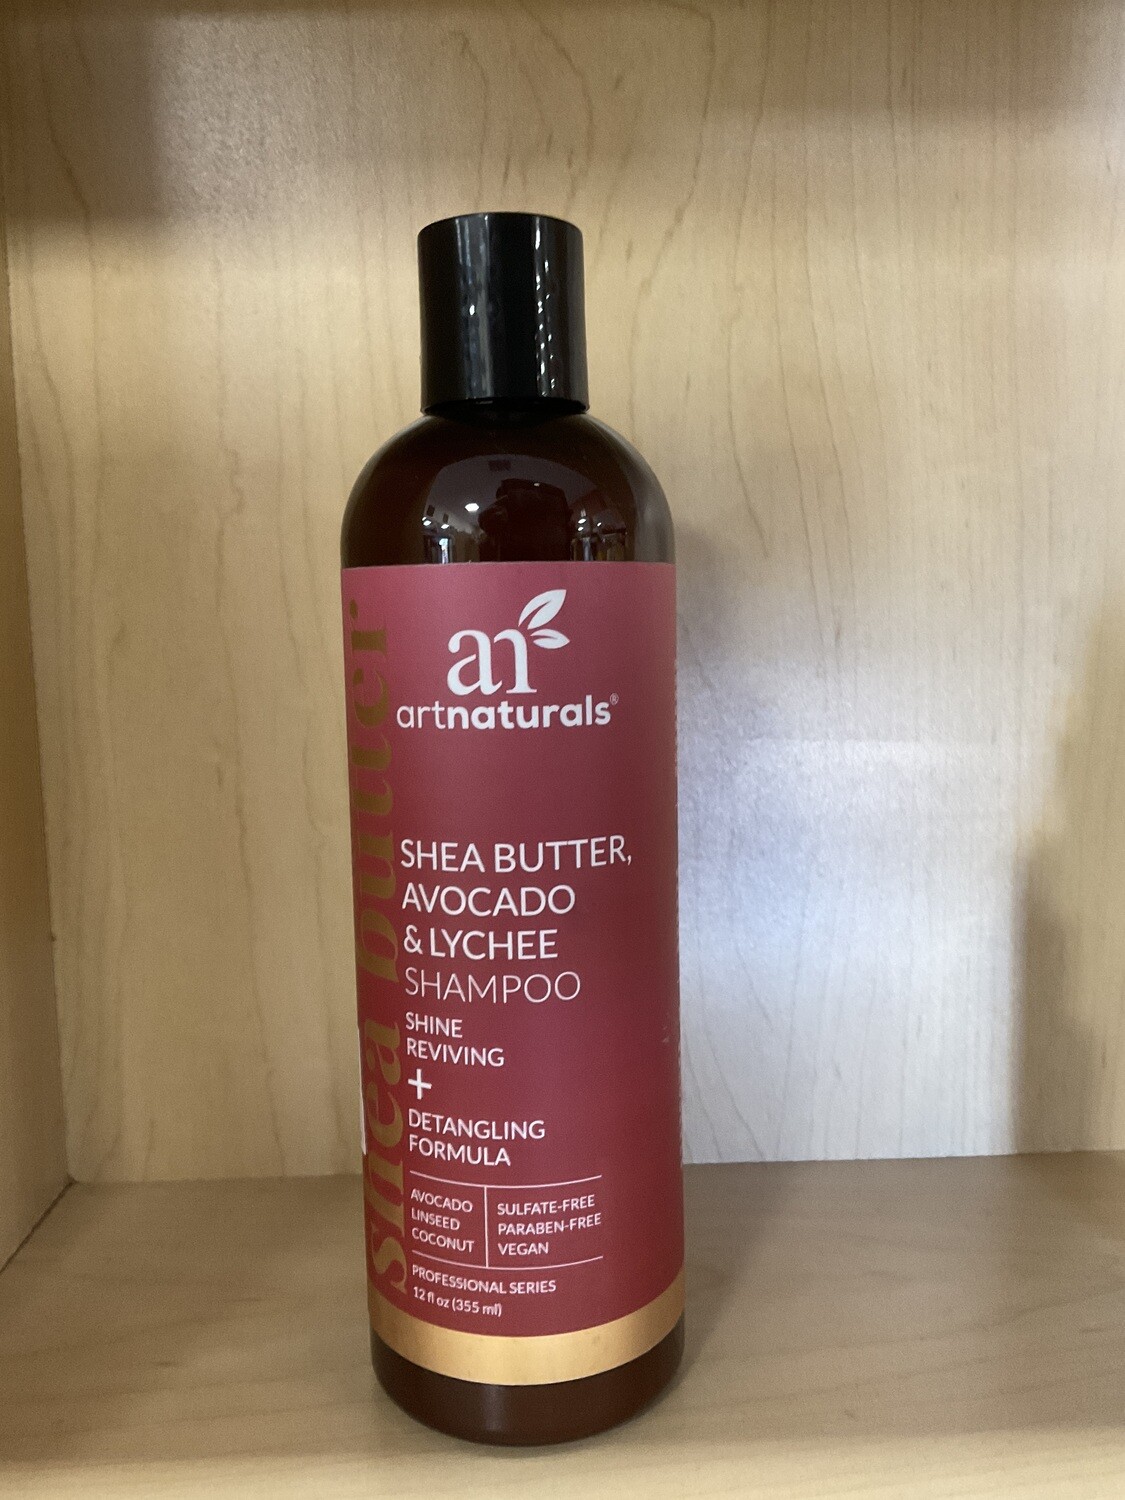 an
artnaturals®
shea butter
SHEA BUTTER,
AVOCADO
& LYCHEE
SHAMPOO
SHINE
REVIVING
+
DETANGLING
FORMULA
AVOCADO
LINSEED
COCONUT
SULFATE-FREE
PARABEN-FREE
VEGAN
PROFESSIONAL SERIES
12 fl oz (355 ml)